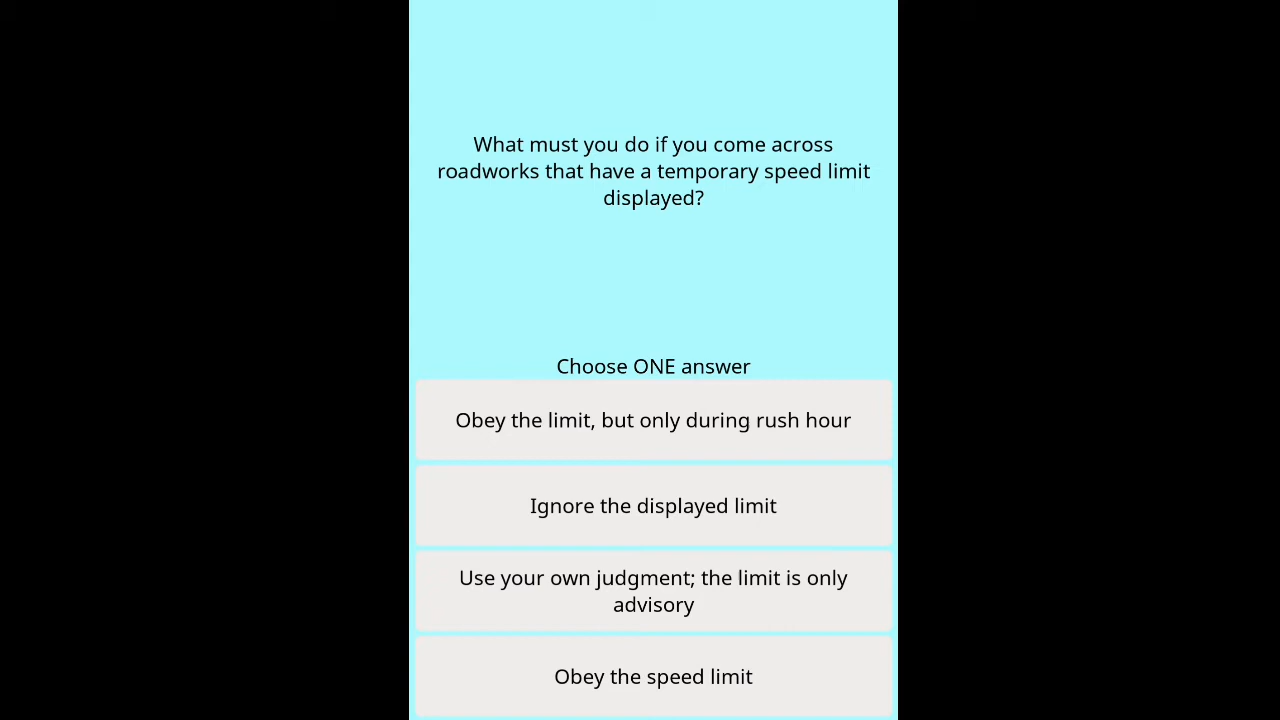 What must you do if you come across
roadworks that have a temporary speed limit
displayed?
Choose ONE answer
Obey the limit, but only during rush hour
Ignore the displayed limit
Use your own judgment; the limit is only
advisory
Obey the speed limit